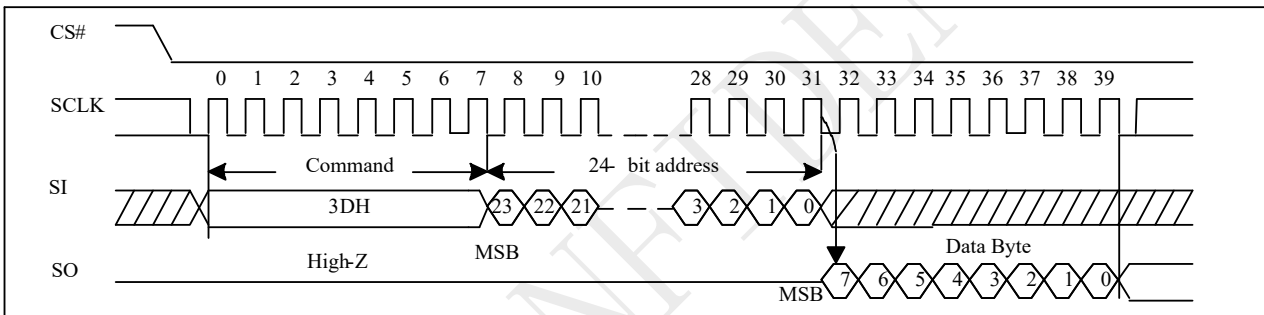 CS#
0 1 2 3 4 5 6 7 8 9 10 28 29 30 31 32 33 34 35 36 37 38 39
SCLK
Command 24- bit address
SI
3DH 23 22 21 3 2 1 0
High-Z MSB Data Byte
SO
MSB 7 6 5 4 3 2 1 0